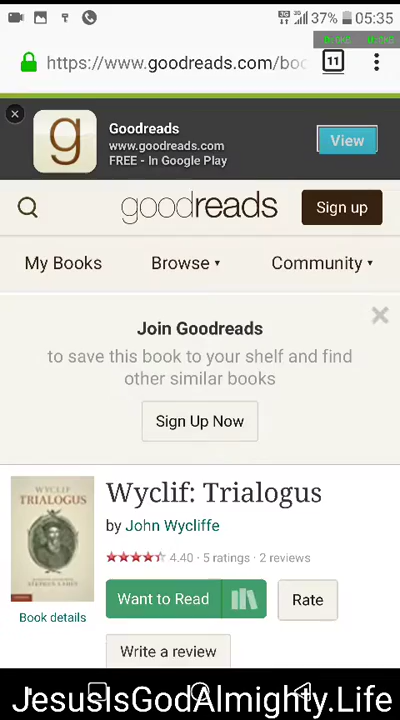 37% 05:35
https://www.goodreads.com/boo
11
Goodreads
www.goodreads.com
FREE - In Google Play
View
g
goodreads
Sign up
My Books Browse Community
Join Goodreads
to save this book to your shelf and find
other similar books
Sign Up Now
WYCLIF
TRIALOGUS
Wyclif: Trialogus
by John Wycliffe
4.40 · 5 ratings · 2 reviews
Book details
Want to Read
Rate
Write a review
JesusIsGodAlmighty.Life